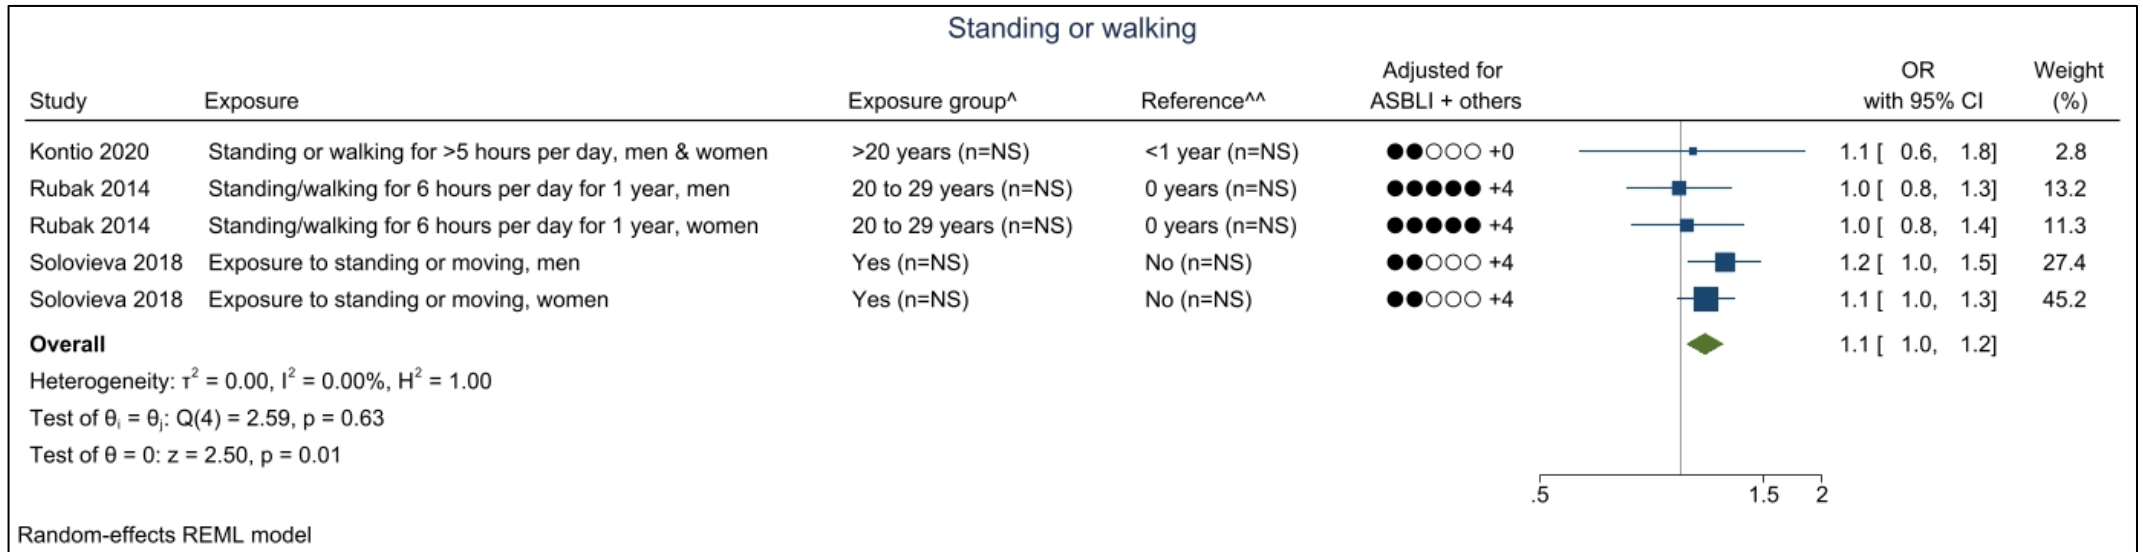 Standing or walking
Adjusted for OR Weight
Study Exposure Exposure group^ Reference^^ ASBLI + others with 95% CI (%)
Kontio 2020 Standing or walking for >5 hours per day, men & women >20 years (n=NS) <1 year (n=NS) ●●○○○ +0 1.1 [ 0.6, 1.8] 2.8
Rubak 2014 Standing/walking for 6 hours per day for 1 year, men 20 to 29 years (n=NS) 0 years (n=NS) ●●●●● +4 1.0 [ 0.8, 1.3] 13.2
Rubak 2014 Standing/walking for 6 hours per day for 1 year, women 20 to 29 years (n=NS) 0 years (n=NS) ●●●●● +4 1.0 [ 0.8, 1.4] 11.3
Solovieva 2018 Exposure to standing or moving, men Yes (n=NS) No (n=NS) ●●○○○ +4 1.2 [ 1.0, 1.5] 27.4
Solovieva 2018 Exposure to standing or moving, women Yes (n=NS) No (n=NS) ●●○○○ +4 1.1 [ 1.0, 1.3] 45.2
Overall 1.1 [ 1.0, 1.2]
Heterogeneity: τ² = 0.00, I² = 0.00%, H² = 1.00
Test of θᵢ = θⱼ: Q(4) = 2.59, p = 0.63
Test of θ = 0: z = 2.50, p = 0.01
.5 1.5 2
Random-effects REML model